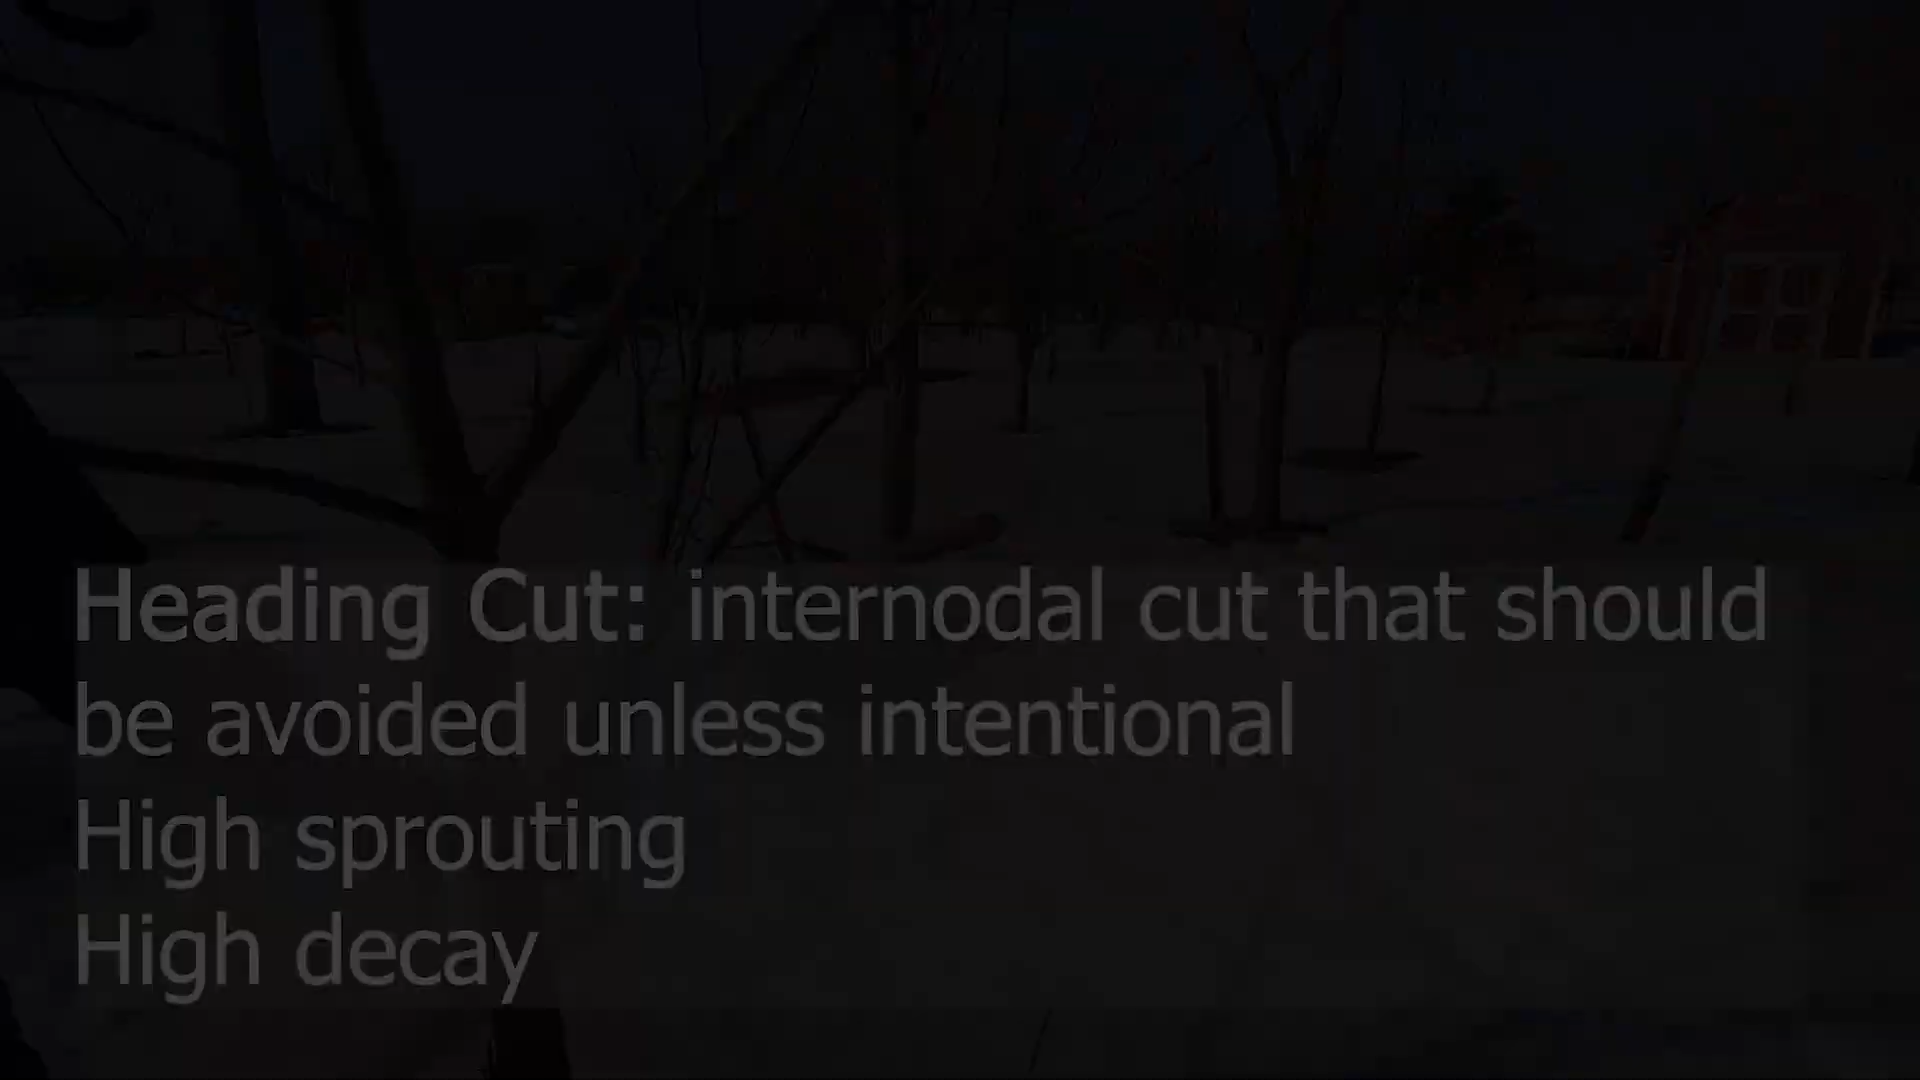 Heading Cut: internodal cut that should
be avoided unless intentional
High sprouting
High decay